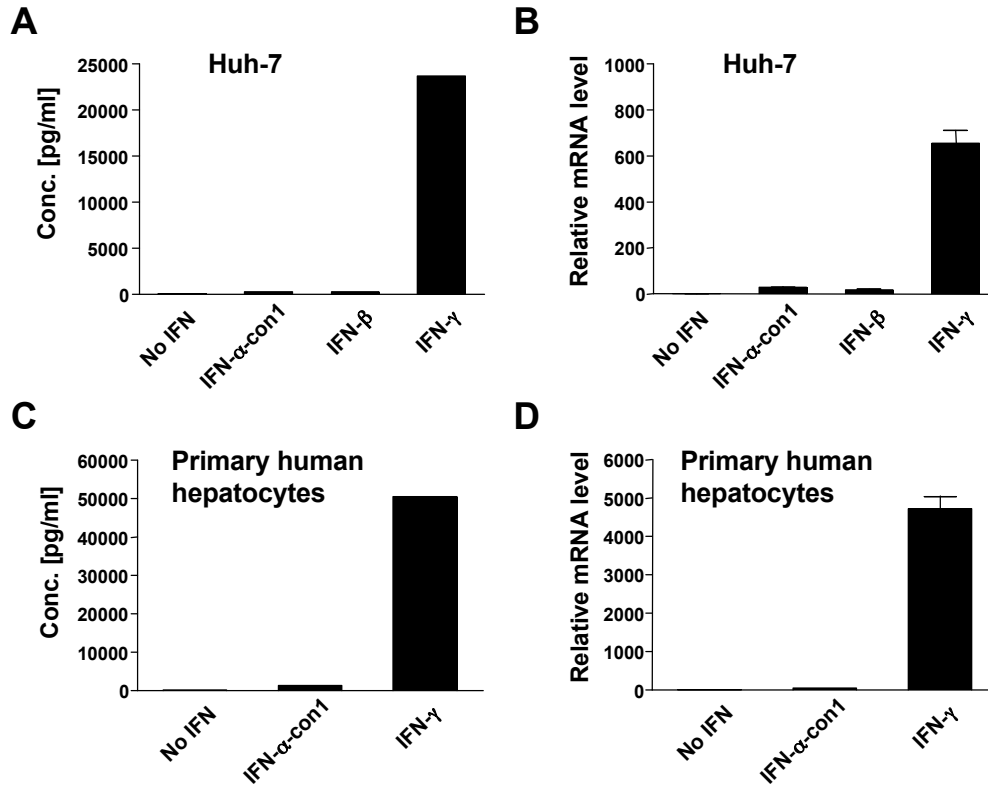 A
Huh-7
Conc. [pg/ml]
25000
20000
15000
10000
5000
0
No IFN
IFN-α-con1
IFN-β
IFN-γ
B
Huh-7
Relative mRNA level
1000
800
600
400
200
0
No IFN
IFN-α-con1
IFN-β
IFN-γ
C
Primary human
hepatocytes
Conc. [pg/ml]
60000
50000
40000
30000
20000
10000
0
No IFN
IFN-α-con1
IFN-γ
D
Primary human
hepatocytes
Relative mRNA level
6000
5000
4000
3000
2000
1000
0
No IFN
IFN-α-con1
IFN-γ